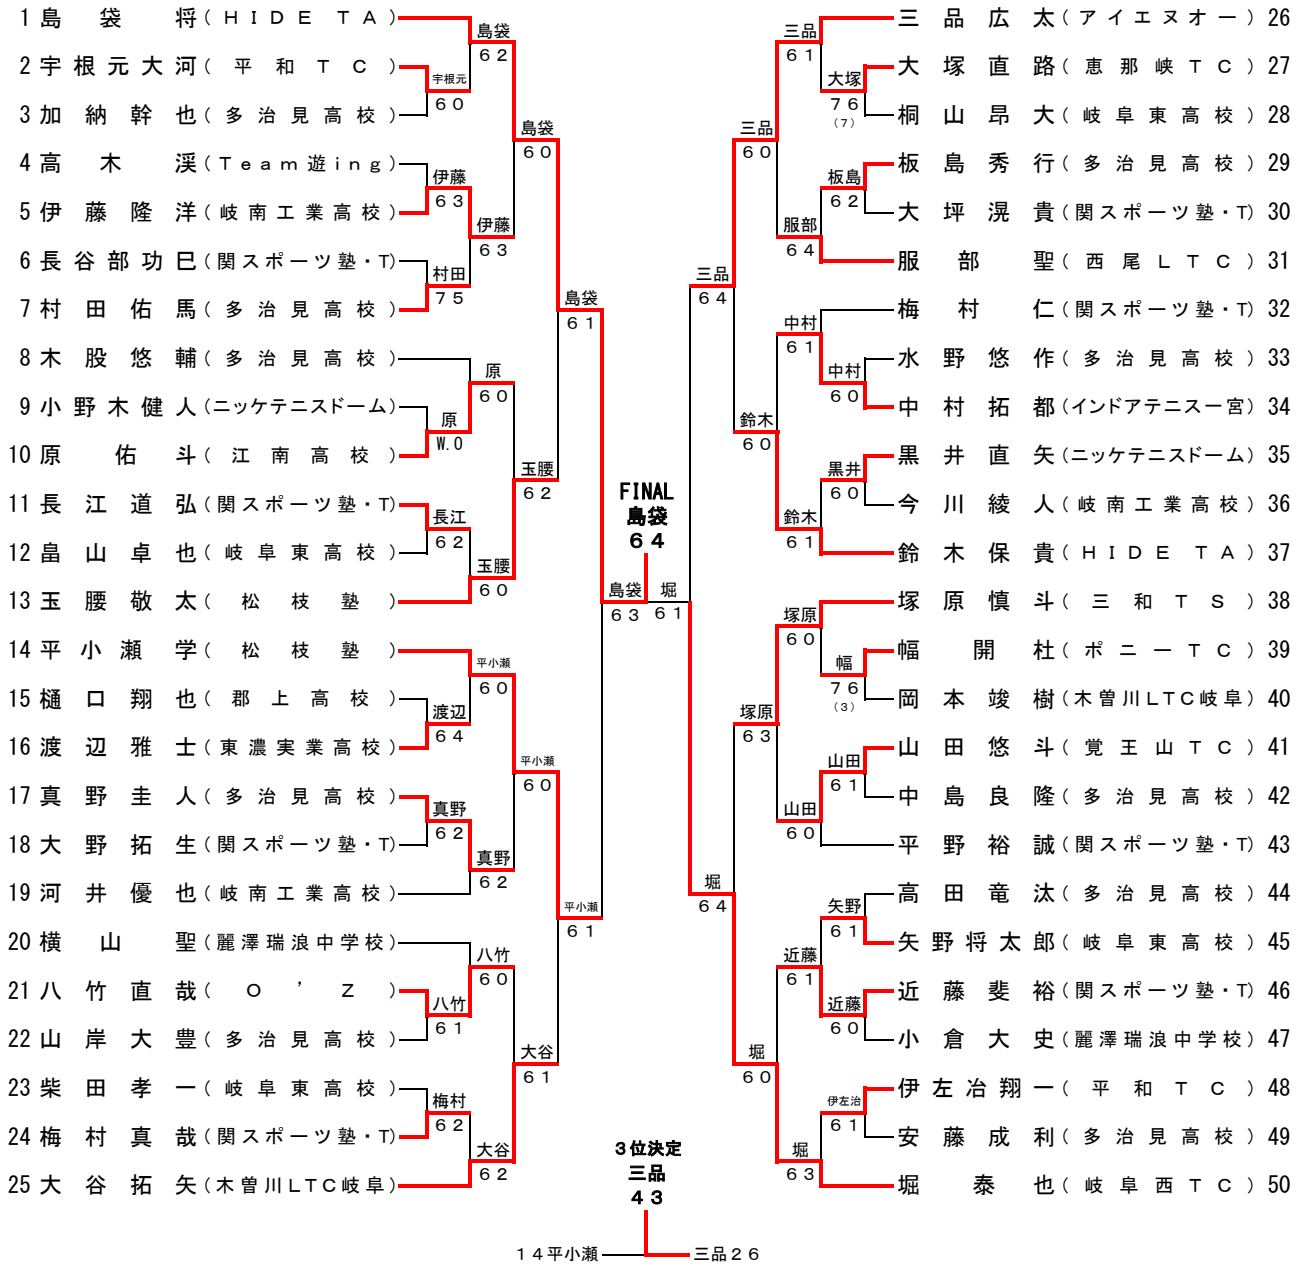 1 島袋 将 (HIDE TA)
2 宇根元大河 (平和TC)
3 加納幹也 (多治見高校)
4 高木 渓 (Team遊ing)
5 伊藤隆洋 (岐南工業高校)
6 長谷部功巳 (関スポーツ塾・T)
7 村田佑馬 (多治見高校)
8 木股悠輔 (多治見高校)
9 小野木健人 (ニッケテニスドーム)
10 原 佑斗 (江南高校)
11 長江道弘 (関スポーツ塾・T)
12 畠山卓也 (岐阜東高校)
13 玉腰敬太 (松枝塾)
14 平小瀬学 (松枝塾)
15 樋口翔也 (郡上高校)
16 渡辺雅士 (東濃実業高校)
17 真野圭人 (多治見高校)
18 大野拓生 (関スポーツ塾・T)
19 河井優也 (岐南工業高校)
20 横山 聖 (麗澤瑞浪中学校)
21 八竹直哉 (O'Z)
22 山岸大豊 (多治見高校)
23 柴田孝一 (岐阜東高校)
24 梅村真哉 (関スポーツ塾・T)
25 大谷拓矢 (木曽川LTC岐阜)
宇根元
60
伊藤
63
村田
75
原
W.0
長江
62
渡辺
64
真野
62
八竹
61
梅村
62
島袋
62
伊藤
63
原
60
玉腰
60
平小瀬
60
真野
62
八竹
60
大谷
62
島袋
60
玉腰
62
平小瀬
60
大谷
61
島袋
61
平小瀬
61
島袋
63
FINAL
島袋
64
堀
61
三品
64
堀
64
三品
60
鈴木
60
塚原
63
堀
60
三品
61
服部
64
中村
61
鈴木
61
塚原
60
山田
60
近藤
61
堀
63
大塚
76
(7)
板島
62
中村
60
黒井
60
幅
76
(3)
山田
61
矢野
61
近藤
60
伊左治
61
三品広太 (アイエヌオー) 26
大塚直路 (恵那峡TC) 27
桐山昂大 (岐阜東高校) 28
板島秀行 (多治見高校) 29
大坪滉貴 (関スポーツ塾・T) 30
服部 聖 (西尾LTC) 31
梅村 仁 (関スポーツ塾・T) 32
水野悠作 (多治見高校) 33
中村拓都 (インドアテニス一宮) 34
黒井直矢 (ニッケテニスドーム) 35
今川綾人 (岐南工業高校) 36
鈴木保貴 (HIDE TA) 37
塚原慎斗 (三和TS) 38
幅 開杜 (ポニーTC) 39
岡本竣樹 (木曽川LTC岐阜) 40
山田悠斗 (覚王山TC) 41
中島良隆 (多治見高校) 42
平野裕誠 (関スポーツ塾・T) 43
高田竜汰 (多治見高校) 44
矢野将太郎 (岐阜東高校) 45
近藤斐裕 (関スポーツ塾・T) 46
小倉大史 (麗澤瑞浪中学校) 47
伊左冶翔一 (平和TC) 48
安藤成利 (多治見高校) 49
堀 泰也 (岐阜西TC) 50
3位決定
三品
43
14平小瀬
三品26